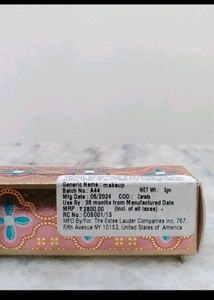 Generic Name : makeup
Batch No. : A44 NET Wt. : 3gm
Mfg Date : 05/2024 COO : Canada
Use By : 36 months from Manufactured Date
MRP : ₹2800.00 (Incl. of all taxes) -
RC No.: COS001/13
MFD By/For: The Estee Lauder Companies Inc. 767,
Fifth Avenue NY 10153, United States of America